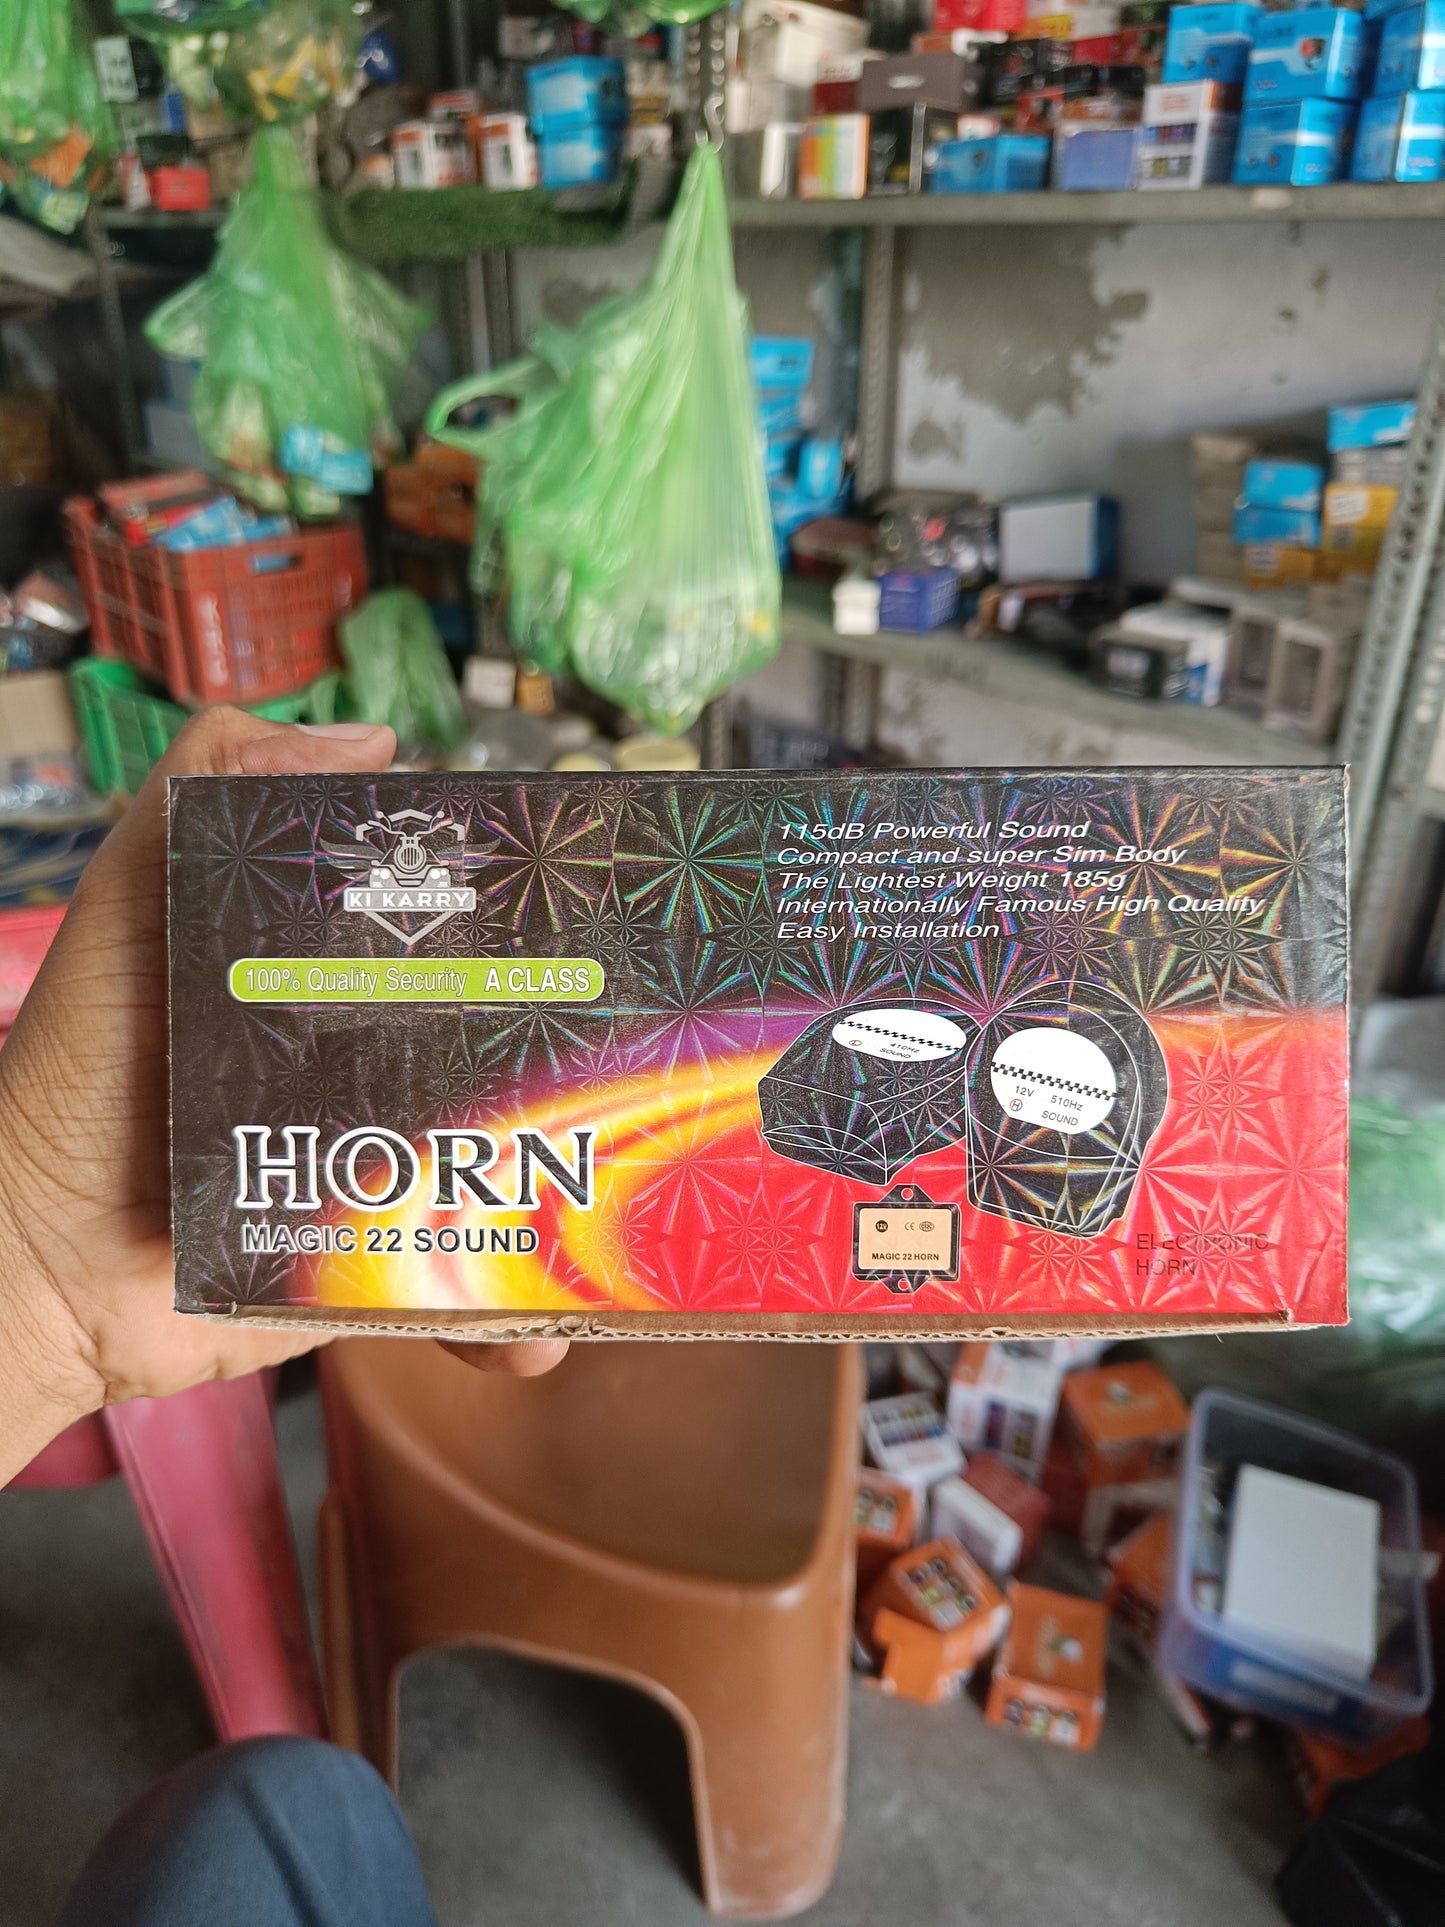 KI KARRY
100% Quality Security A CLASS
115dB Powerful Sound
Compact and super Sim Body
The Lightest Weight 185g
Internationally Famous High Quality
Easy Installation
410Hz
L SOUND
12V 510Hz
H SOUND
HORN
MAGIC 22 SOUND
12V CE
MAGIC 22 HORN
ELECTRONIC
HORN